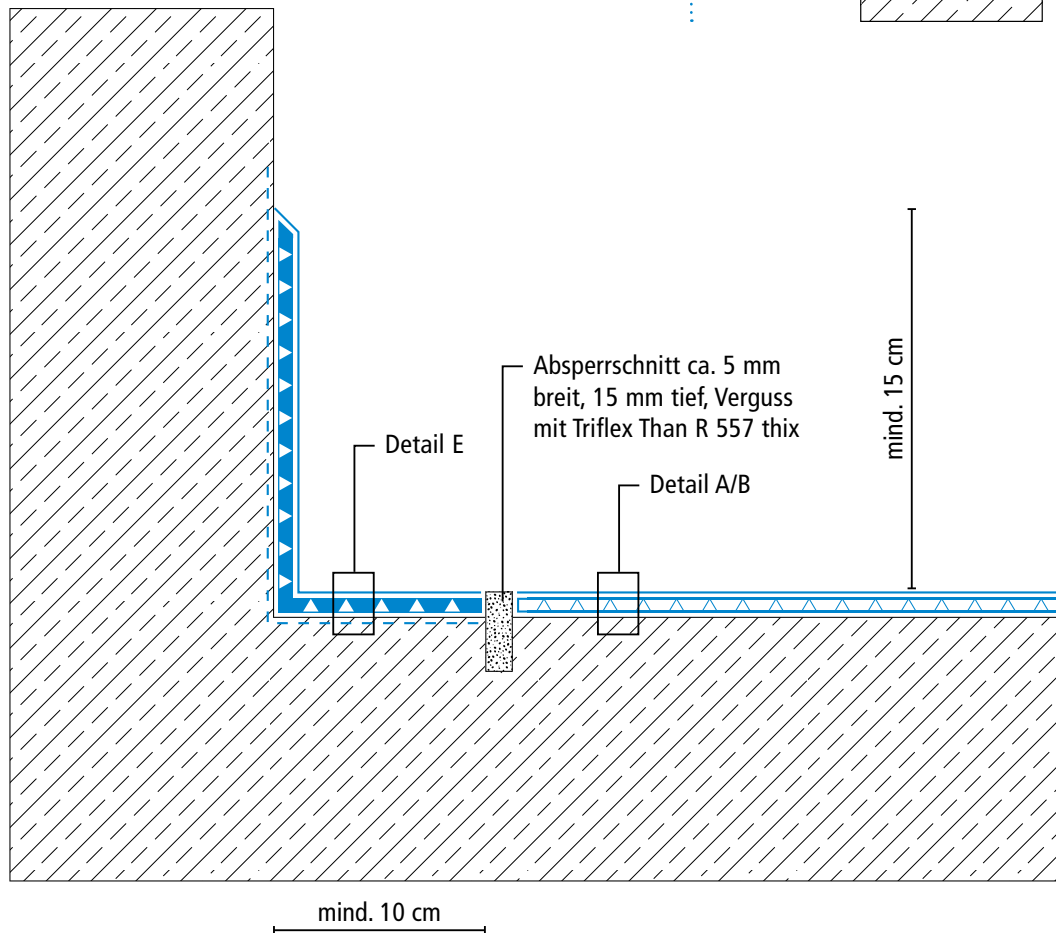 Absperrschnitt ca. 5 mm
breit, 15 mm tief, Verguss
mit Triflex Than R 557 thix
mind. 15 cm
Detail E
Detail A/B
mind. 10 cm